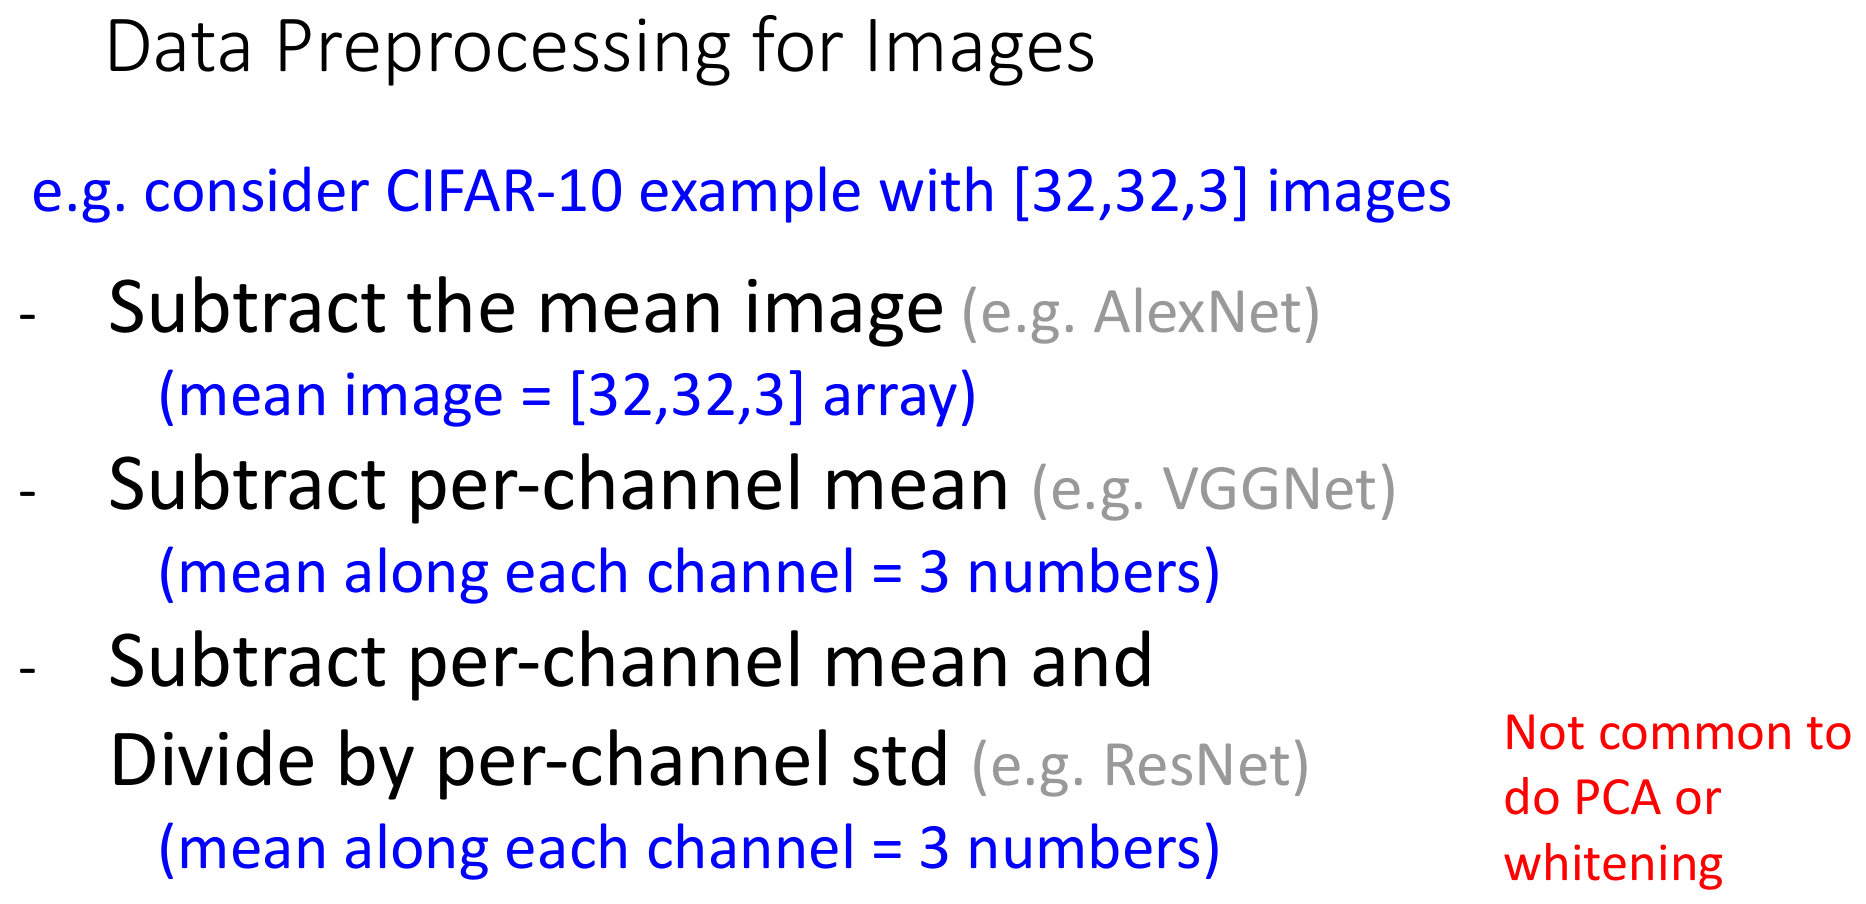 Data Preprocessing for Images
e.g. consider CIFAR-10 example with [32,32,3] images
- Subtract the mean image (e.g. AlexNet)
(mean image = [32,32,3] array)
- Subtract per-channel mean (e.g. VGGNet)
(mean along each channel = 3 numbers)
- Subtract per-channel mean and
Divide by per-channel std (e.g. ResNet)
(mean along each channel = 3 numbers)
Not common to
do PCA or
whitening